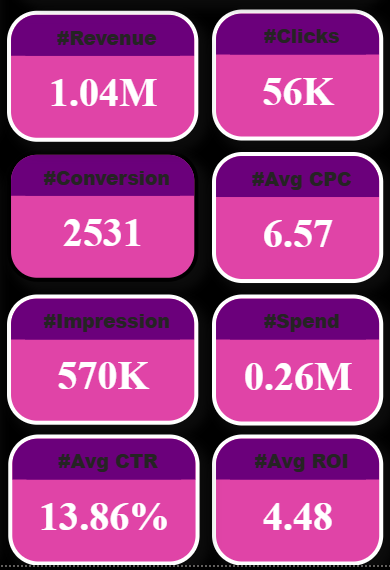 #Revenue
1.04M
#Clicks
56K
#Conversion
2531
#Avg CPC
6.57
#Impression
570K
#Spend
0.26M
#Avg CTR
13.86%
#Avg ROI
4.48